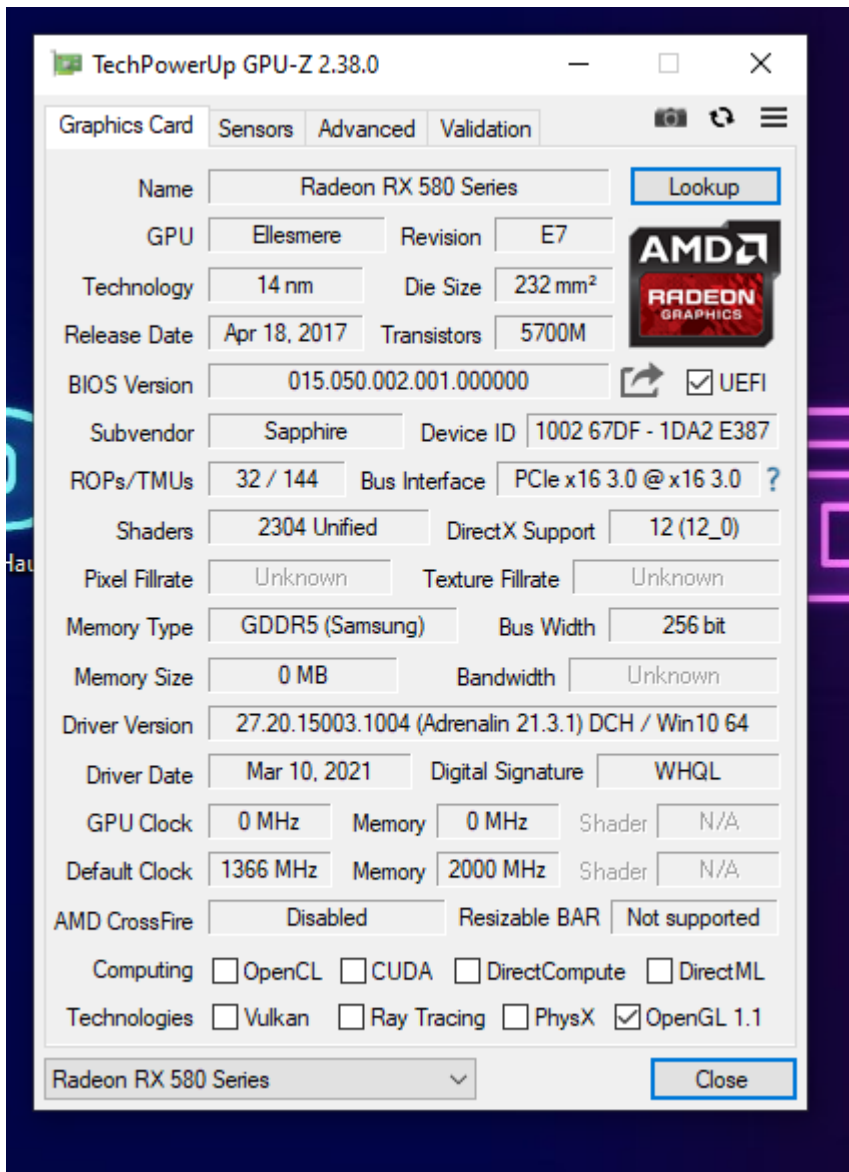 TechPowerUp GPU-Z 2.38.0
Graphics Card Sensors Advanced Validation
Name Radeon RX 580 Series Lookup
GPU Ellesmere Revision E7
AMD
Technology 14 nm Die Size 232 mm²
RADEON
GRAPHICS
Release Date Apr 18, 2017 Transistors 5700M
BIOS Version 015.050.002.001.000000 UEFI
Subvendor Sapphire Device ID 1002 67DF - 1DA2 E387
ROPs/TMUs 32 / 144 Bus Interface PCIe x16 3.0 @ x16 3.0 ?
Shaders 2304 Unified DirectX Support 12 (12_0)
Hau
Pixel Fillrate Unknown Texture Fillrate Unknown
Memory Type GDDR5 (Samsung) Bus Width 256 bit
Memory Size 0 MB Bandwidth Unknown
Driver Version 27.20.15003.1004 (Adrenalin 21.3.1) DCH / Win10 64
Driver Date Mar 10, 2021 Digital Signature WHQL
GPU Clock 0 MHz Memory 0 MHz Shader N/A
Default Clock 1366 MHz Memory 2000 MHz Shader N/A
AMD CrossFire Disabled Resizable BAR Not supported
Computing OpenCL CUDA DirectCompute DirectML
Technologies Vulkan Ray Tracing PhysX OpenGL 1.1
Radeon RX 580 Series Close